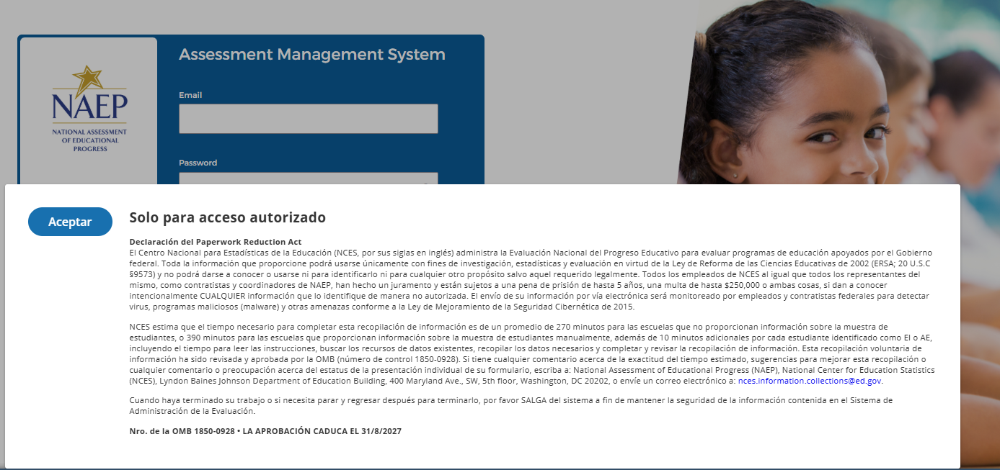 Assessment Management System
NAEP
NATIONAL ASSESSMENT
OF EDUCATIONAL
PROGRESS
Email
Password
Aceptar
Solo para acceso autorizado
Declaración del Paperwork Reduction Act
El Centro Nacional para Estadísticas de la Educación (NCES, por sus siglas en inglés) administra la Evaluación Nacional del Progreso Educativo para evaluar programas de educación apoyados por el Gobierno
federal. Toda la información que proporcione podrá usarse únicamente con fines de investigación, estadísticas y evaluación en virtud de la Ley de Reforma de las Ciencias Educativas de 2002 (ERSA; 20 U.S.C
§9573) y no podrá darse a conocer o usarse ni para identificarlo ni para cualquier otro propósito salvo aquel requerido legalmente. Todos los empleados de NCES al igual que todos los representantes del
mismo, como contratistas y coordinadores de NAEP, han hecho un juramento y están sujetos a una pena de prisión de hasta 5 años, una multa de hasta $250,000 o ambas cosas, si dan a conocer
intencionalmente CUALQUIER información que lo identifique de manera no autorizada. El envío de su información por vía electrónica será monitoreado por empleados y contratistas federales para detectar
virus, programas maliciosos (malware) y otras amenazas conforme a la Ley de Mejoramiento de la Seguridad Cibernética de 2015.
NCES estima que el tiempo necesario para completar esta recopilación de información es de un promedio de 270 minutos para las escuelas que no proporcionan información sobre la muestra de
estudiantes, o 390 minutos para las escuelas que proporcionan información sobre la muestra de estudiantes manualmente, además de 10 minutos adicionales por cada estudiante identificado como EI o AE,
incluyendo el tiempo para leer las instrucciones, buscar los recursos de datos existentes, recopilar los datos necesarios y completar y revisar la recopilación de información. Esta recopilación voluntaria de
información ha sido revisada y aprobada por la OMB (número de control 1850-0928). Si tiene cualquier comentario acerca de la exactitud del tiempo estimado, sugerencias para mejorar esta recopilación o
cualquier comentario o preocupación acerca del estatus de la presentación individual de su formulario, escriba a: National Assessment of Educational Progress (NAEP), National Center for Education Statistics
(NCES), Lyndon Baines Johnson Department of Education Building, 400 Maryland Ave., SW, 5th floor, Washington, DC 20202, o envíe un correo electrónico a: nces.information.collections@ed.gov.
Cuando haya terminado su trabajo o si necesita parar y regresar después para terminarlo, por favor SALGA del sistema a fin de mantener la seguridad de la información contenida en el Sistema de
Administración de la Evaluación.
Nro. de la OMB 1850-0928 • LA APROBACIÓN CADUCA EL 31/8/2027